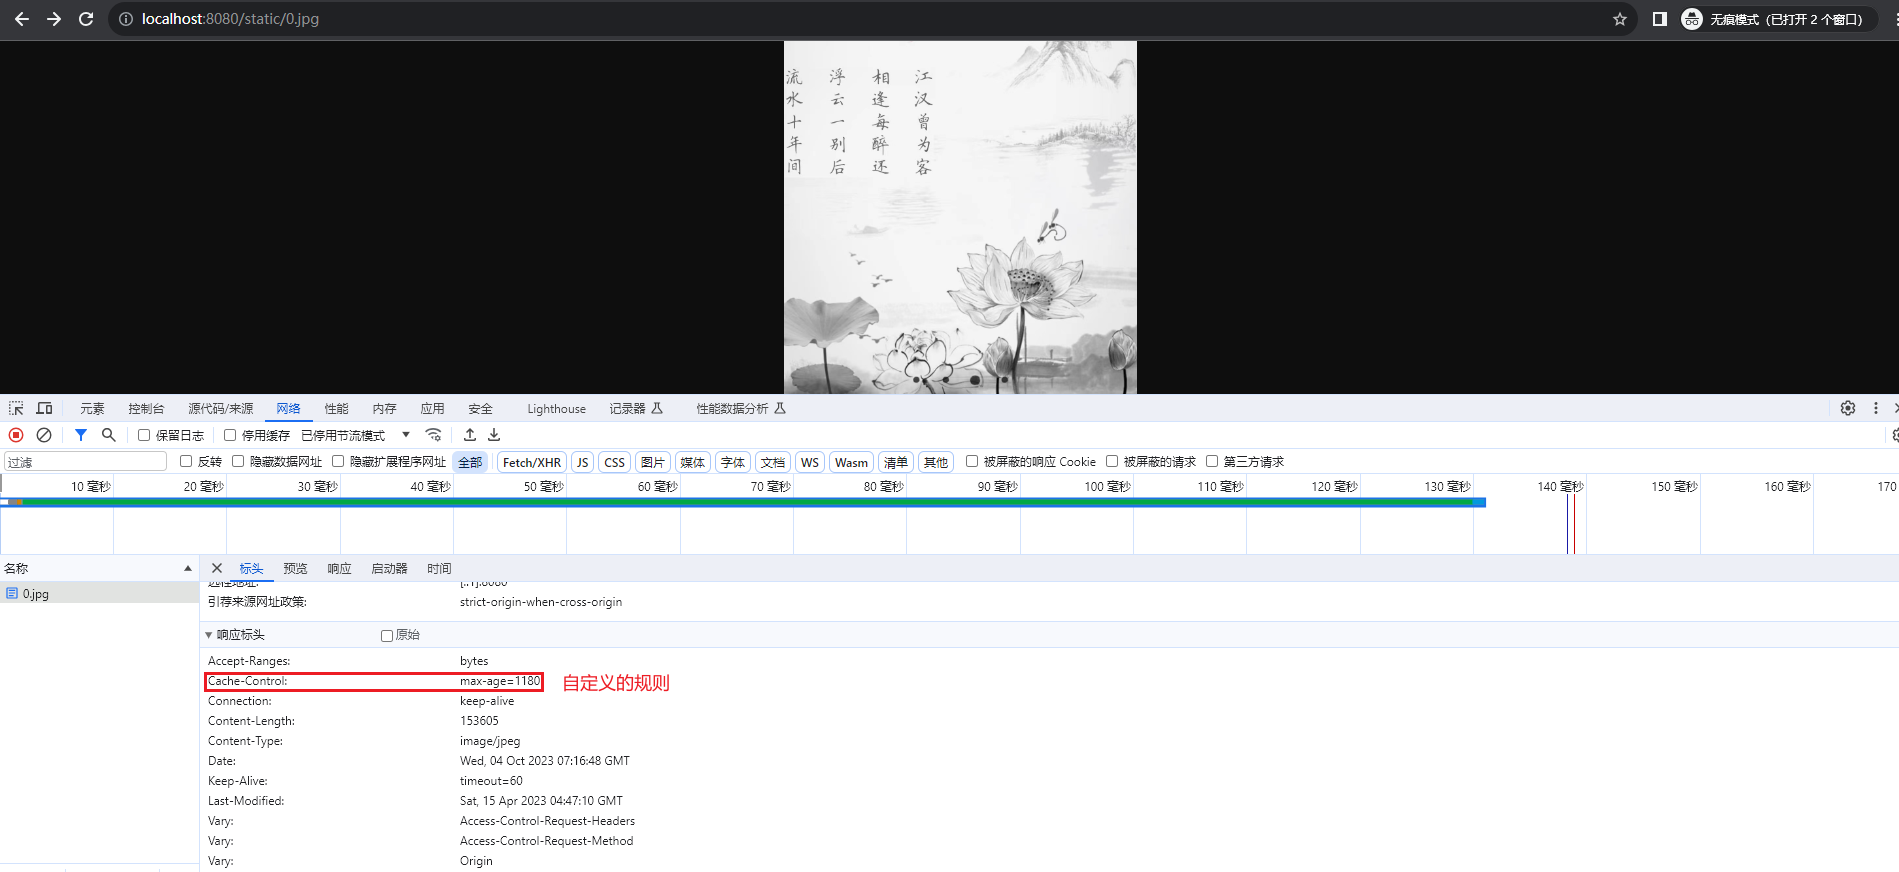 localhost:8080/static/0.jpg
无痕模式（已打开 2 个窗口）
江汉曾为客
相逢每醉还
浮云一别后
流水十年间
元素 控制台 源代码/来源 网络 性能 内存 应用 安全 Lighthouse 记录器 性能数据分析
保留日志 停用缓存 已停用节流模式
过滤 反转 隐藏数据网址 隐藏扩展程序网址 全部 Fetch/XHR JS CSS 图片 媒体 字体 文档 WS Wasm 清单 其他 被屏蔽的响应 Cookie 被屏蔽的请求 第三方请求
10 毫秒 20 毫秒 30 毫秒 40 毫秒 50 毫秒 60 毫秒 70 毫秒 80 毫秒 90 毫秒 100 毫秒 110 毫秒 120 毫秒 130 毫秒 140 毫秒 150 毫秒 160 毫秒 170
名称 标头 预览 响应 启动器 时间
0.jpg
远程地址: [::1]:8080
引荐来源网址政策: strict-origin-when-cross-origin
响应标头 原始
Accept-Ranges: bytes
Cache-Control: max-age=1180 自定义的规则
Connection: keep-alive
Content-Length: 153605
Content-Type: image/jpeg
Date: Wed, 04 Oct 2023 07:16:48 GMT
Keep-Alive: timeout=60
Last-Modified: Sat, 15 Apr 2023 04:47:10 GMT
Vary: Access-Control-Request-Headers
Vary: Access-Control-Request-Method
Vary: Origin